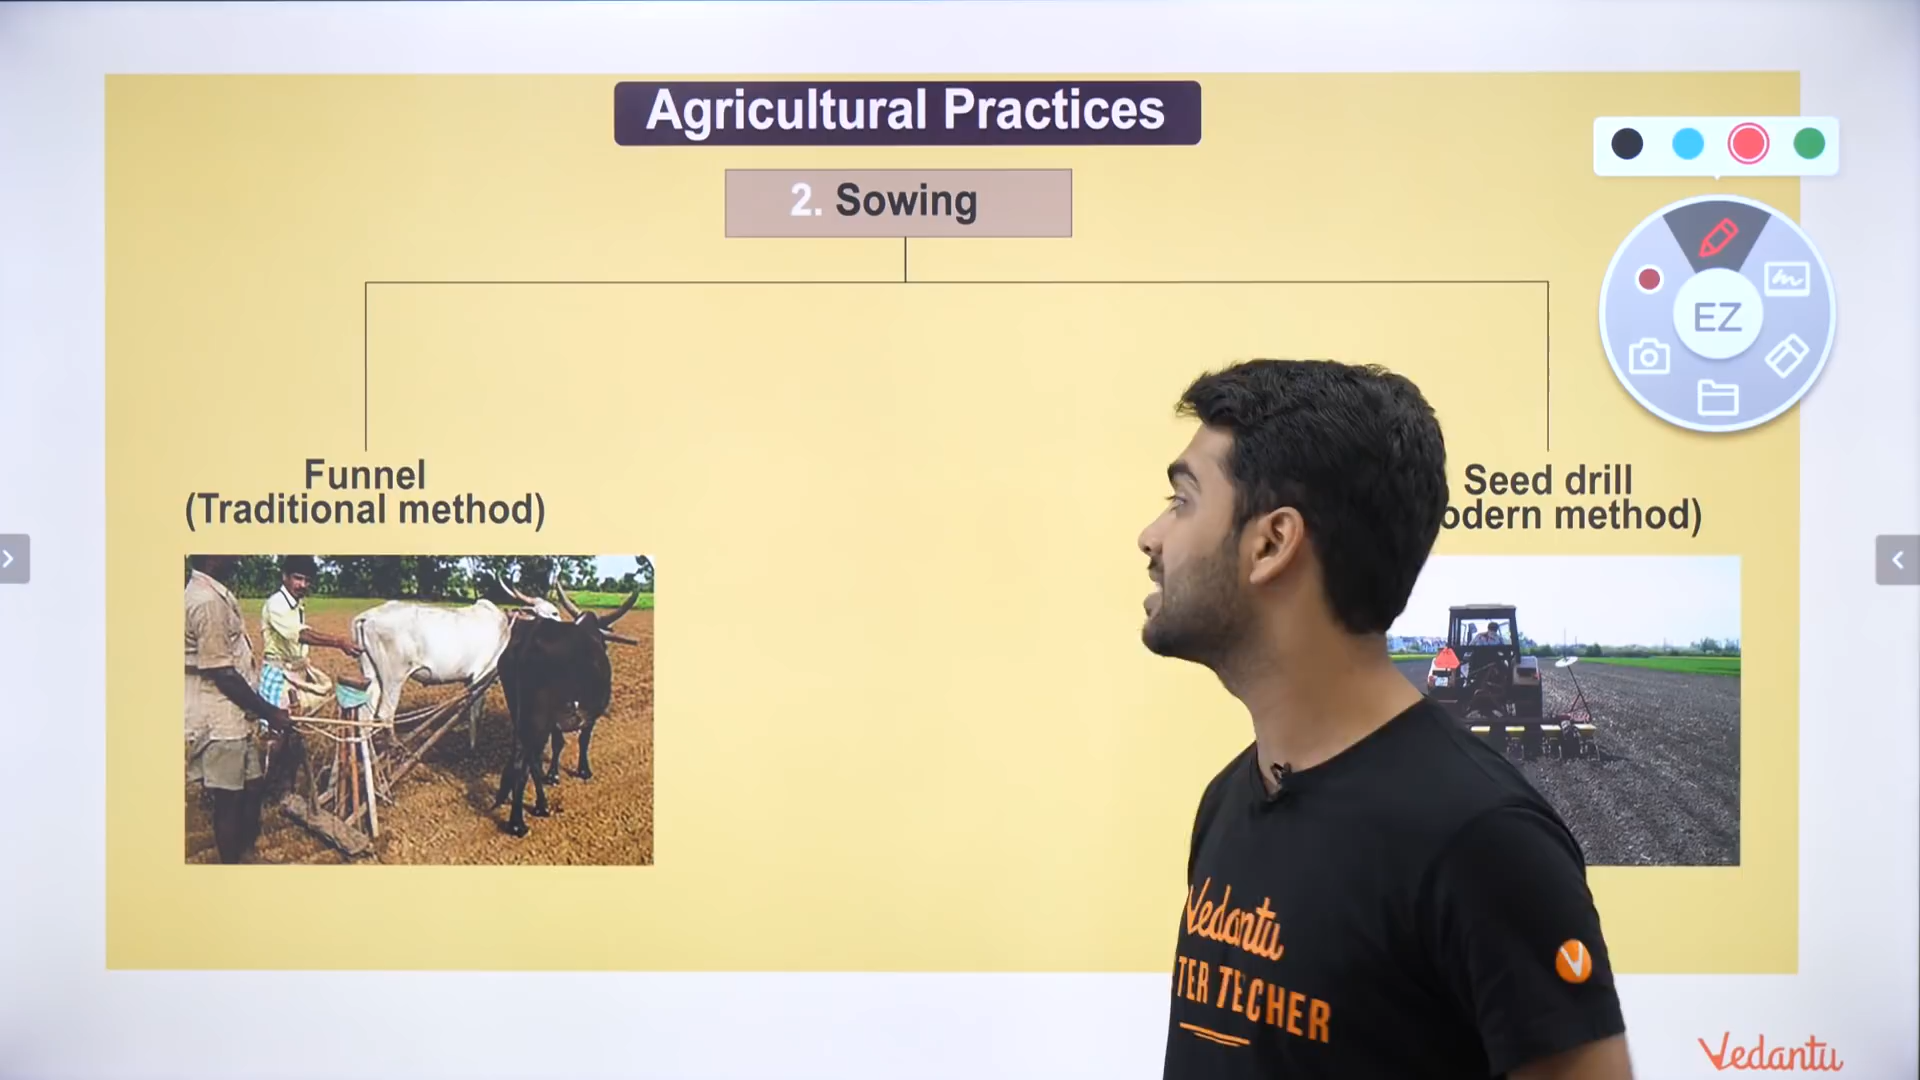 Agricultural Practices
2. Sowing
EZ
Funnel
(Traditional method)
Seed drill
odern method)
Vedantu
TER TECHER
Vedantu